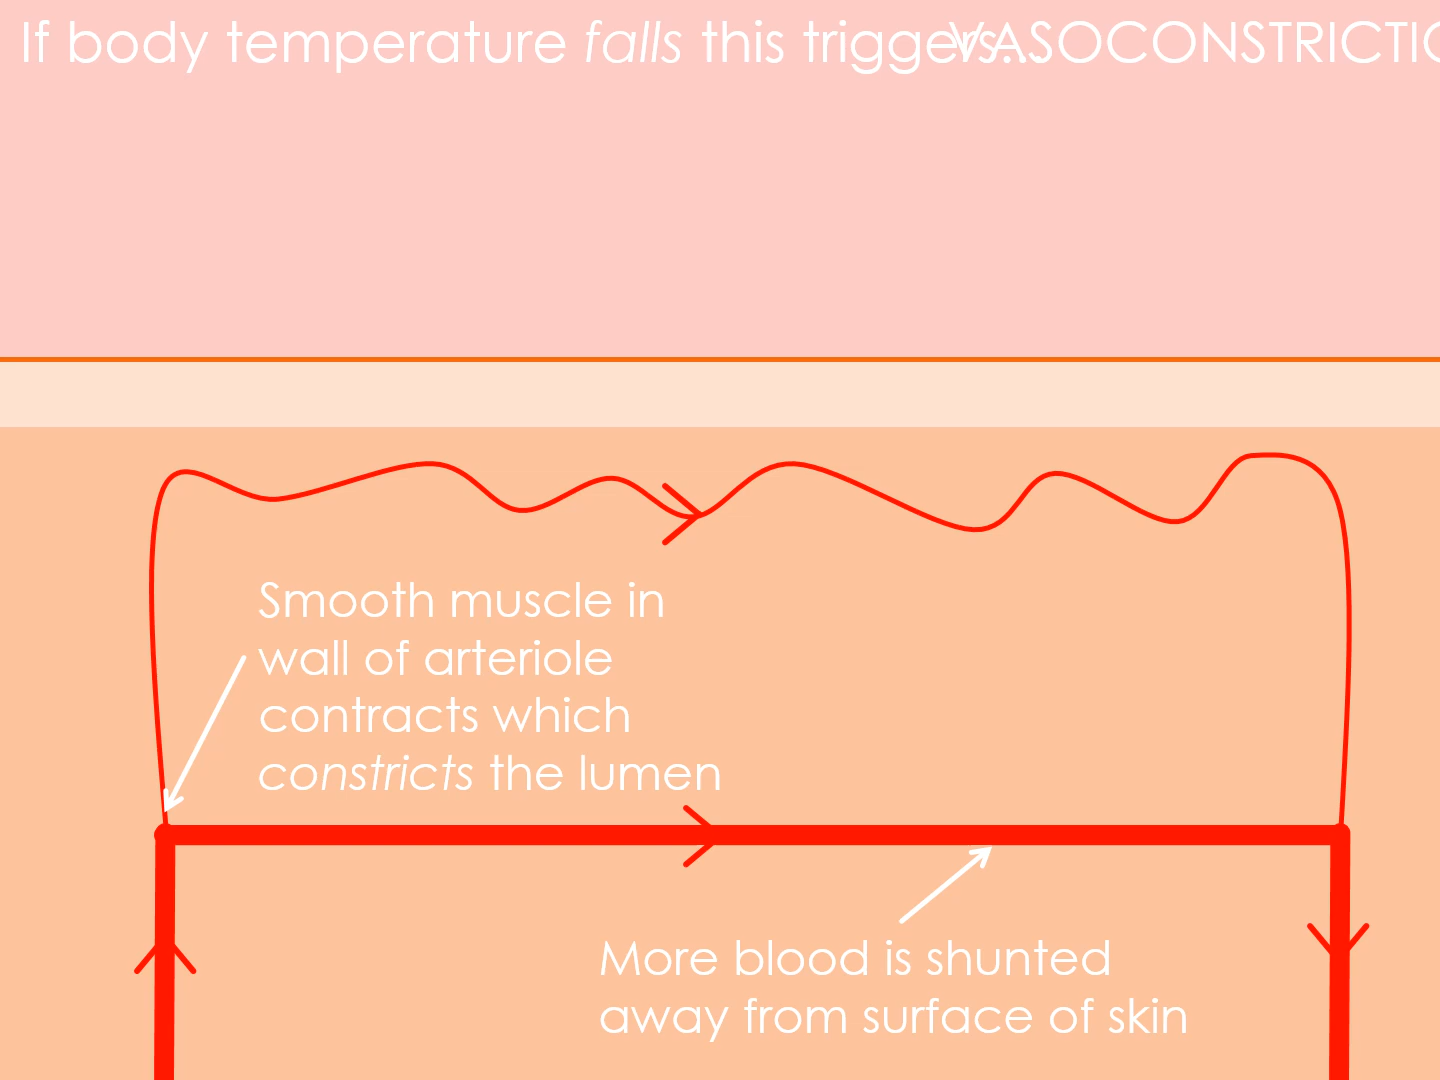 If body temperature falls this triggers... VASOCONSTRICTIO
Smooth muscle in
wall of arteriole
contracts which
constricts the lumen
More blood is shunted
away from surface of skin